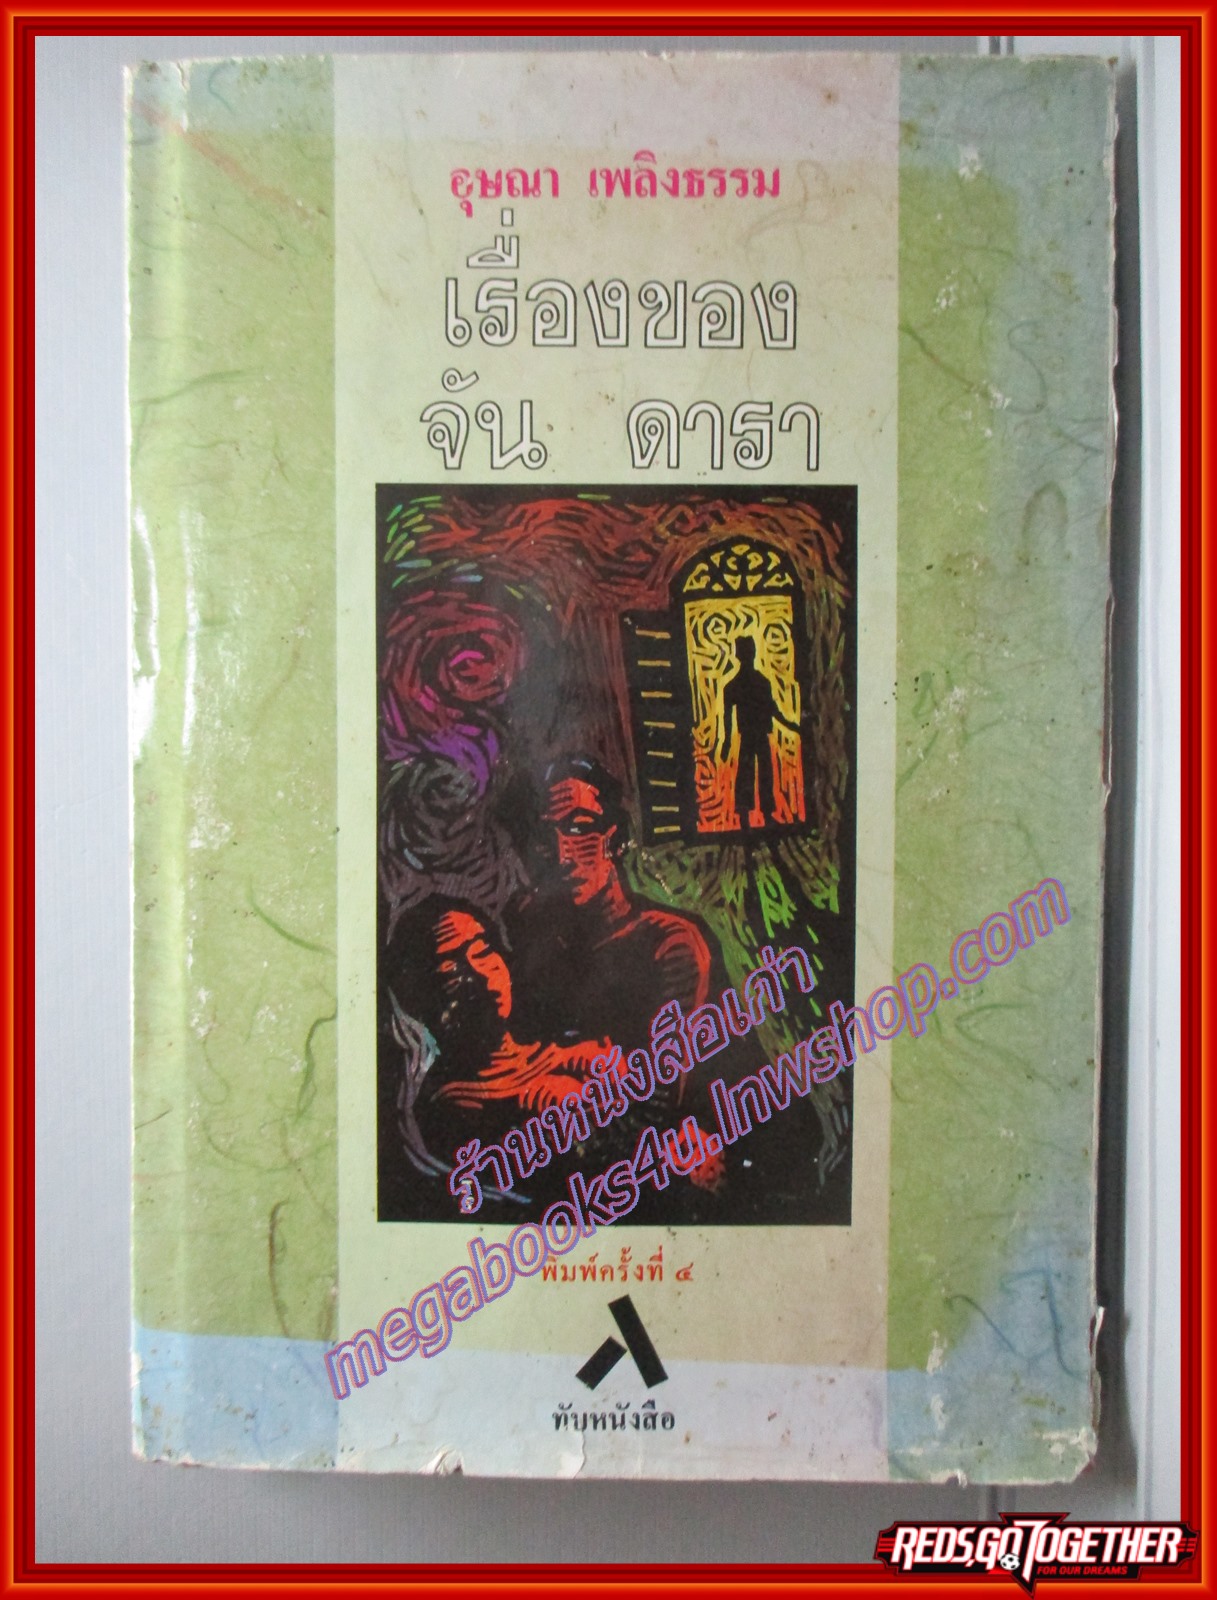 อุษณา เพลิงธรรม
เรื่องของ
จัน ดารา
ร้านหนังสือเก่า
megabooks4u.lnwshop.com
พิมพ์ครั้งที่ ๔
ทับหนังสือ
REDS,GO TOGETHER
FOR OUR DREAMS